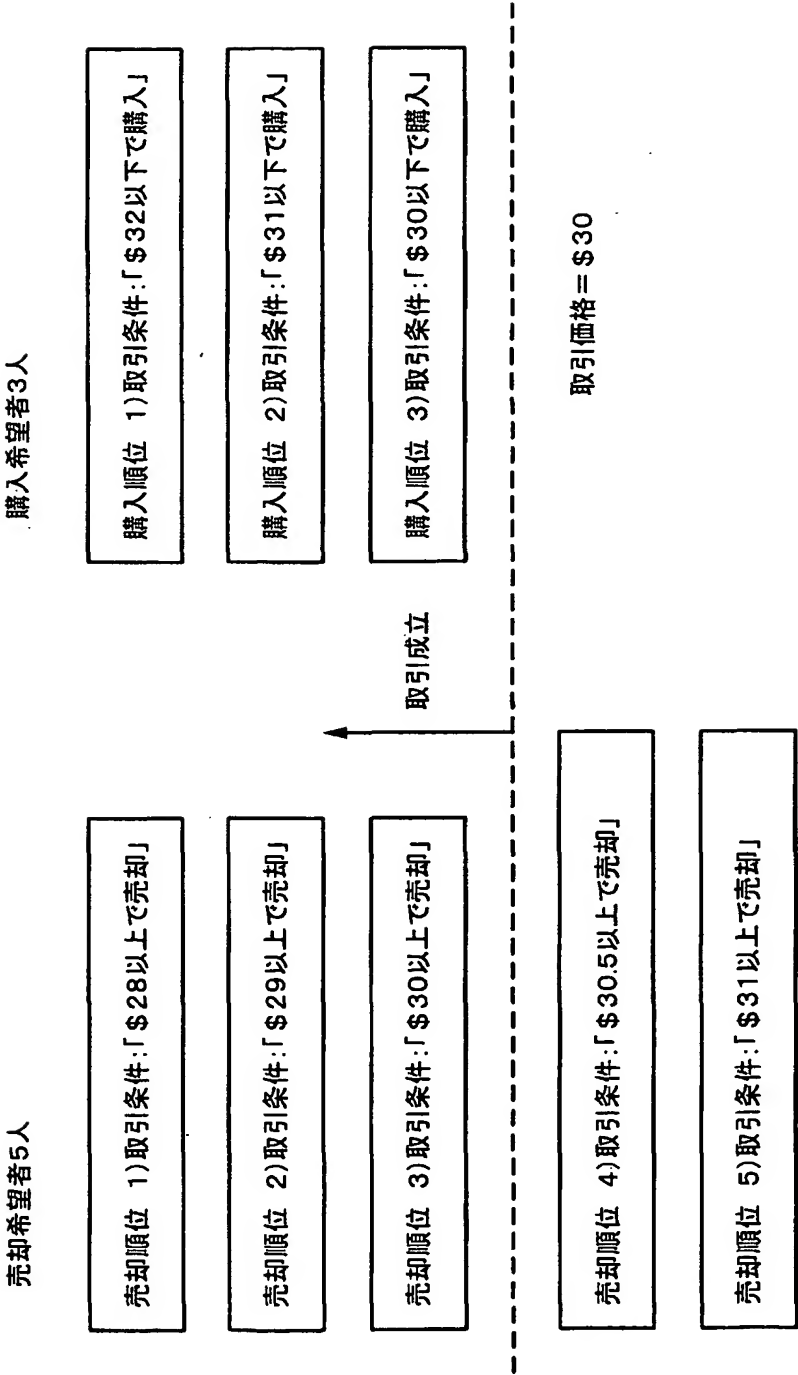 売却希望者5人
売却順位 1)取引条件:「$28以上で売却」
売却順位 2)取引条件:「$29以上で売却」
売却順位 3)取引条件:「$30以上で売却」
売却順位 4)取引条件:「$30.5以上で売却」
売却順位 5)取引条件:「$31以上で売却」
取引成立
購入希望者3人
購入順位 1)取引条件:「$32以下で購入」
購入順位 2)取引条件:「$31以下で購入」
購入順位 3)取引条件:「$30以下で購入」
取引価格=$30